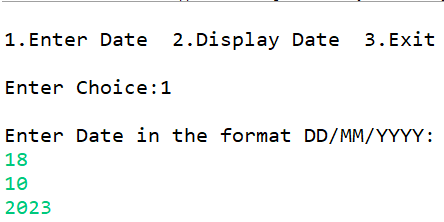 1.Enter Date  2.Display Date  3.Exit
Enter Choice:1
Enter Date in the format DD/MM/YYYY:
18
10
2023